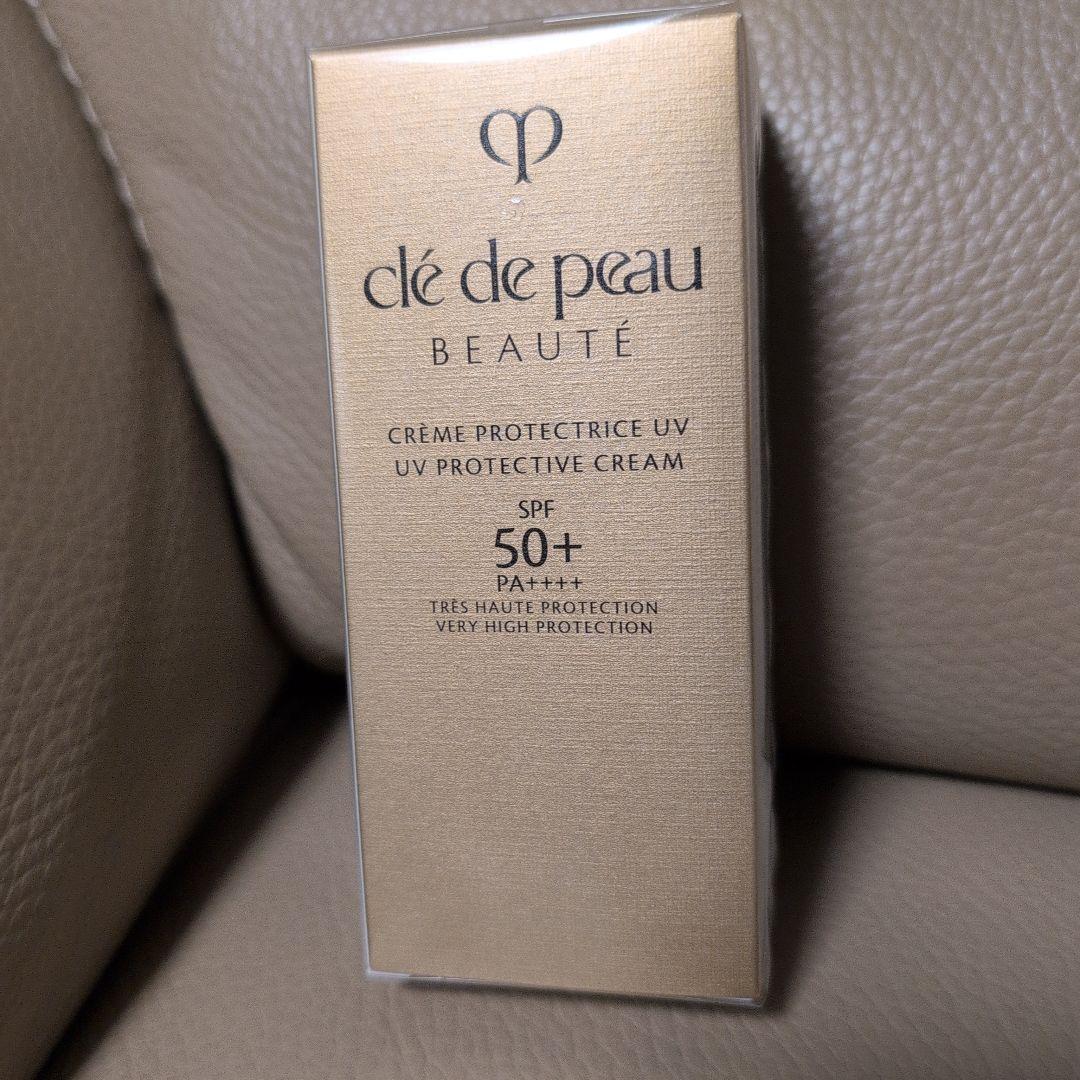 clé de peau
BEAUTÉ
CRÈME PROTECTRICE UV
UV PROTECTIVE CREAM
SPF
50+
PA++++
TRÈS HAUTE PROTECTION
VERY HIGH PROTECTION